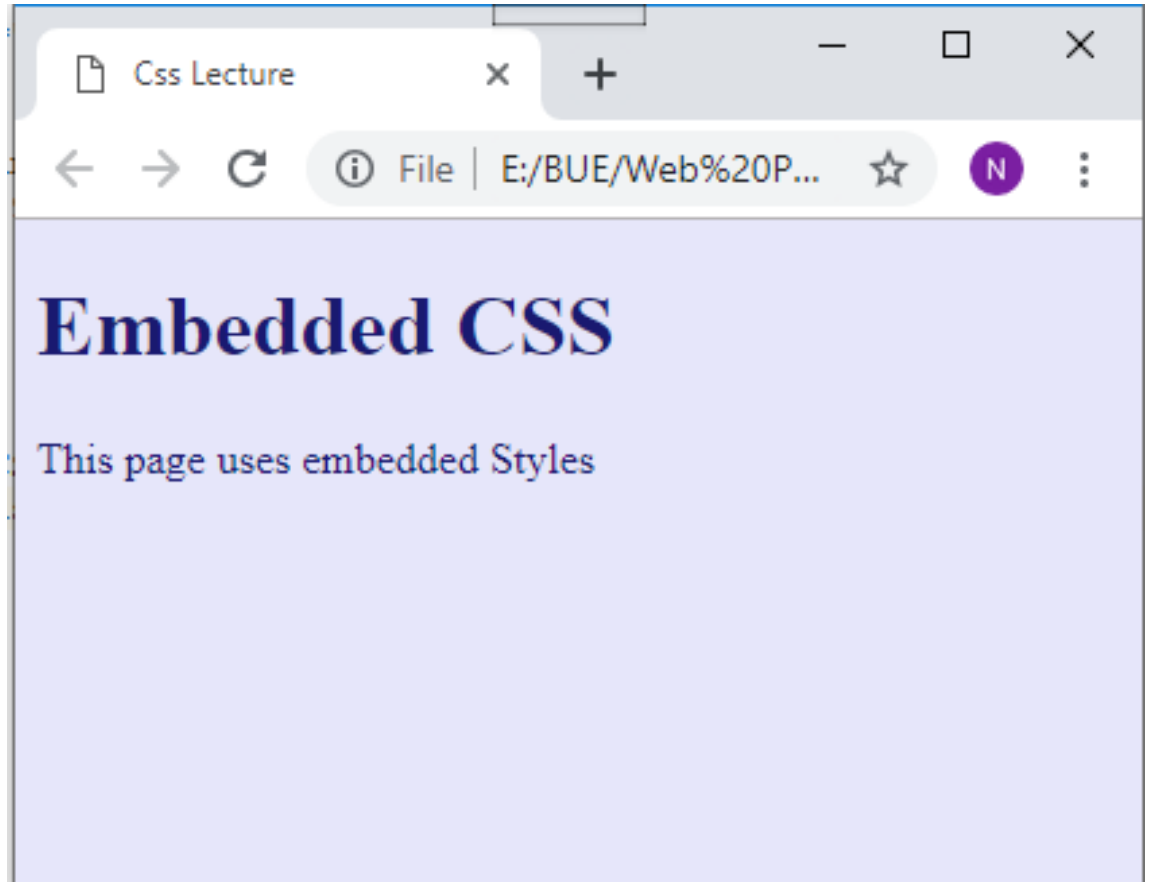 Css Lecture
File E:/BUE/Web%20P... N
Embedded CSS
This page uses embedded Styles